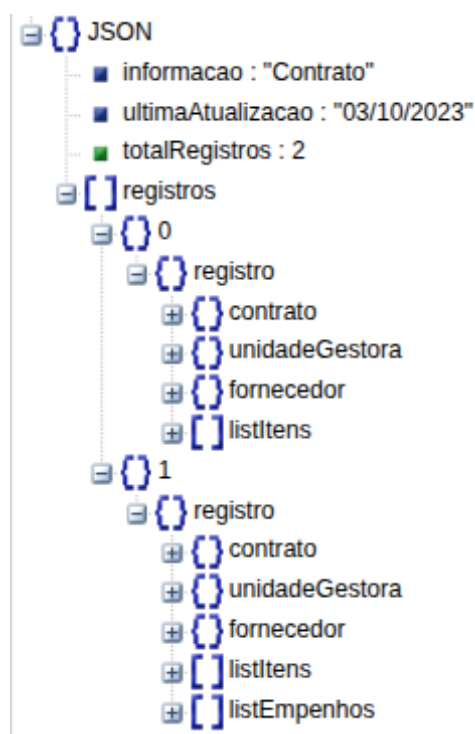 JSON
informacao : "Contrato"
ultimaAtualizacao : "03/10/2023"
totalRegistros : 2
registros
0
registro
contrato
unidadeGestora
fornecedor
listItens
1
registro
contrato
unidadeGestora
fornecedor
listItens
listEmpenhos